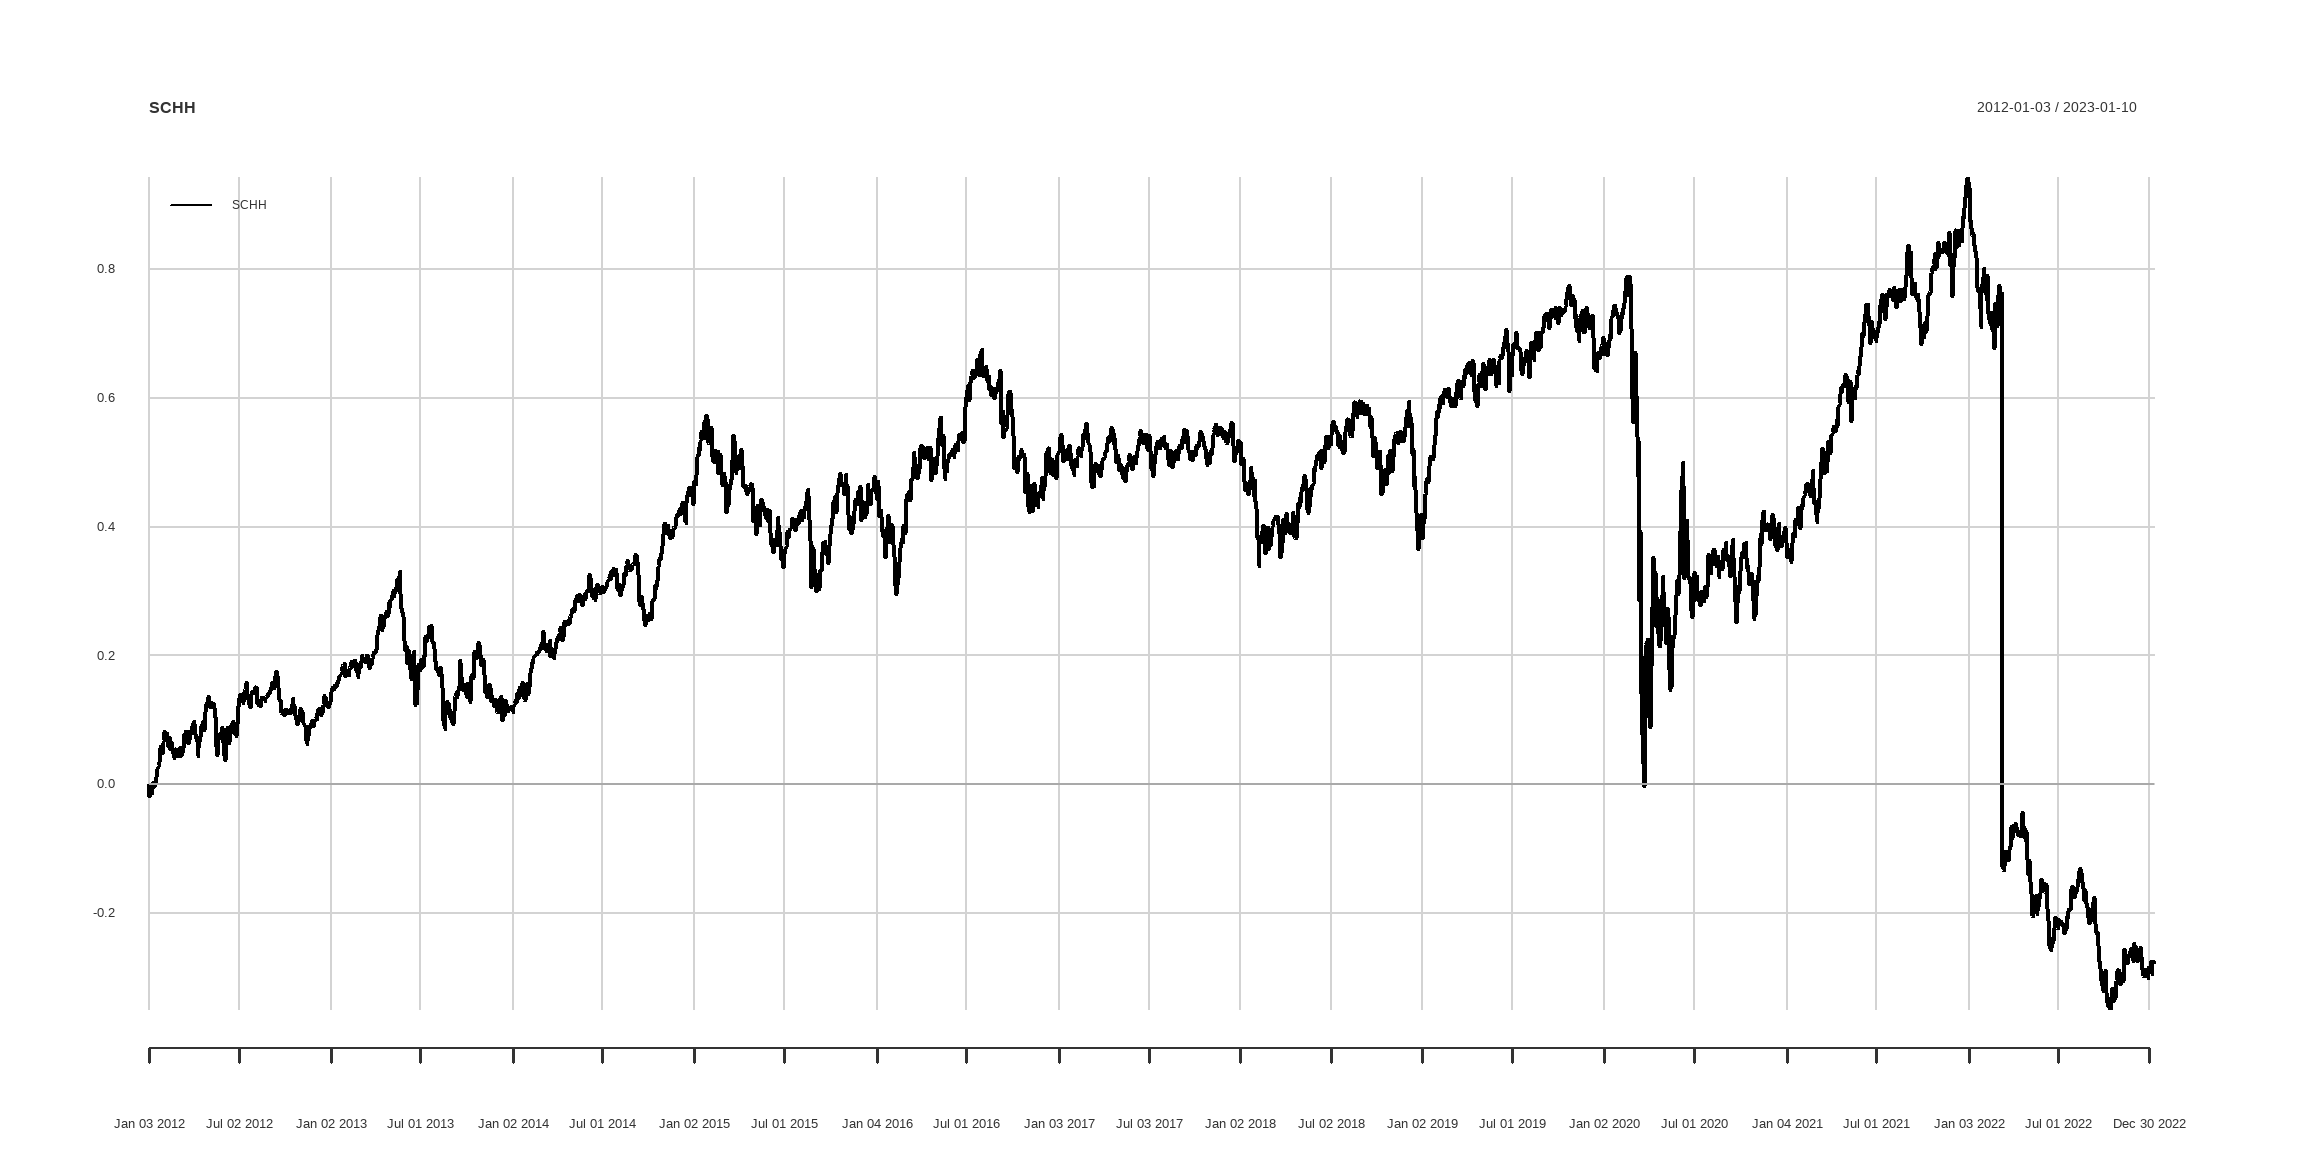 SCHH
2012-01-03 / 2023-01-10
SCHH
0.8
0.6
0.4
0.2
0.0
-0.2
Jan 03 2012
Jul 02 2012
Jan 02 2013
Jul 01 2013
Jan 02 2014
Jul 01 2014
Jan 02 2015
Jul 01 2015
Jan 04 2016
Jul 01 2016
Jan 03 2017
Jul 03 2017
Jan 02 2018
Jul 02 2018
Jan 02 2019
Jul 01 2019
Jan 02 2020
Jul 01 2020
Jan 04 2021
Jul 01 2021
Jan 03 2022
Jul 01 2022
Dec 30 2022